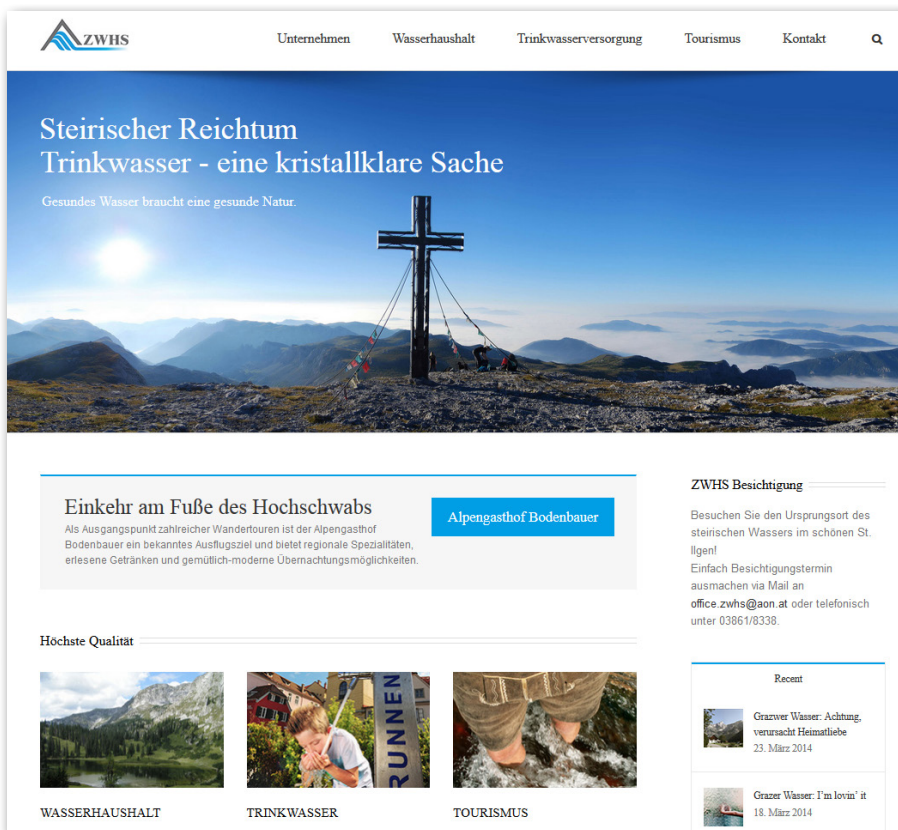 ZWHS
Unternehmen Wasserhaushalt Trinkwasserversorgung Tourismus Kontakt
Steirischer Reichtum
Trinkwasser - eine kristallklare Sache
Gesundes Wasser braucht eine gesunde Natur.
Einkehr am Fuße des Hochschwabs
Als Ausgangspunkt zahlreicher Wandertouren ist der Alpengasthof
Bodenbauer ein bekanntes Ausflugsziel und bietet regionale Spezialitäten,
erlesene Getränken und gemütlich-moderne Übernachtungsmöglichkeiten.
Alpengasthof Bodenbauer
Höchste Qualität
RUNNEN
WASSERHAUSHALT
TRINKWASSER
TOURISMUS
ZWHS Besichtigung
Besuchen Sie den Ursprungsort des
steirischen Wassers im schönen St.
Ilgen!
Einfach Besichtigungstermin
ausmachen via Mail an
office.zwhs@aon.at oder telefonisch
unter 03861/8338.
Recent
Grazwer Wasser: Achtung,
verursacht Heimatliebe
23. März 2014
Grazer Wasser: I'm lovin' it
18. März 2014